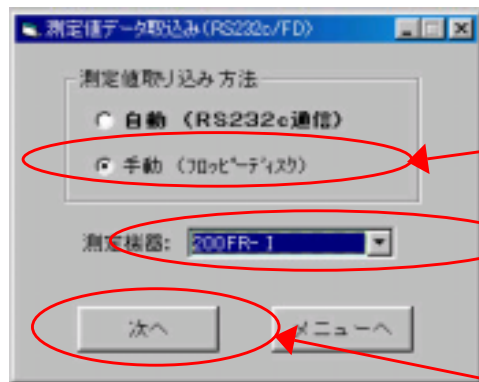 測定値データ取込み(RS232c/FD)
測定値取り込み方法
自動 (RS232c通信)
手動 (フロッピーディスク)
測定機器: 200FR-I
次へ メニューへ